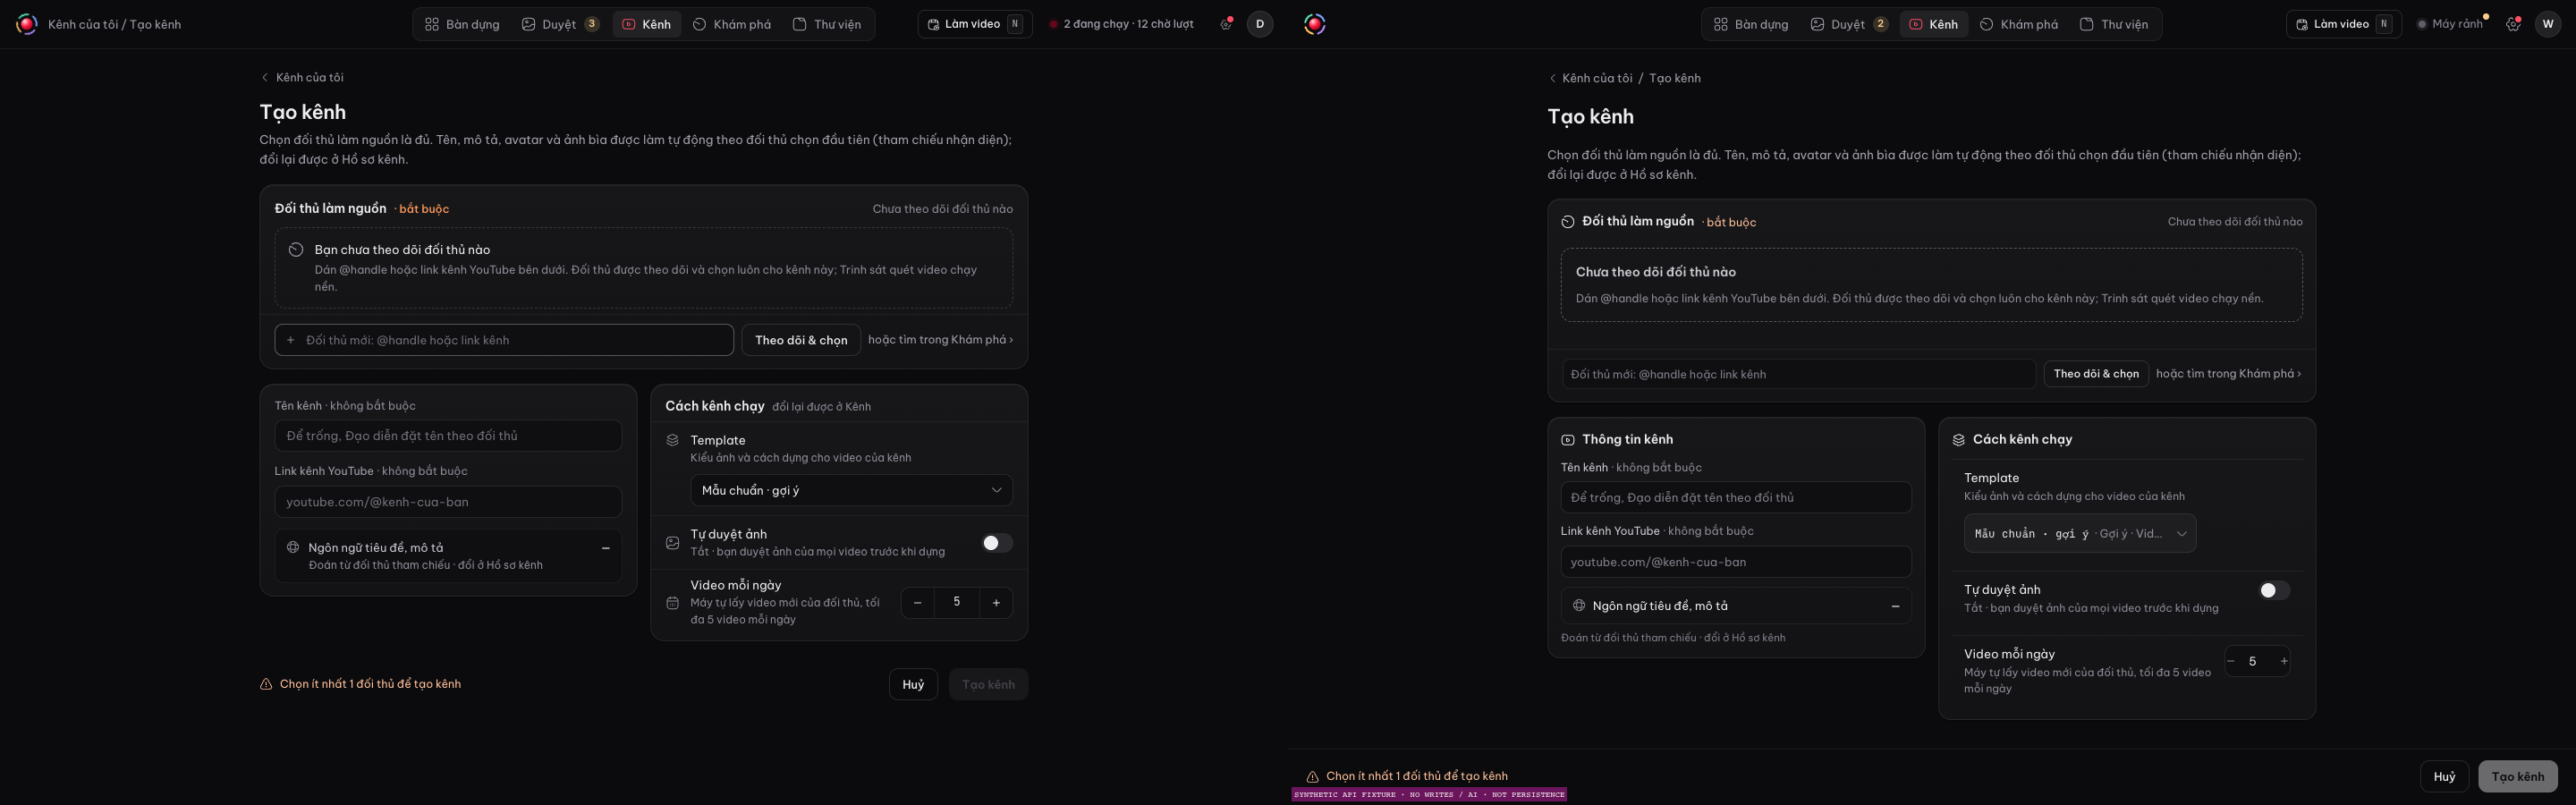 Kênh của tôi / Tạo kênh
Bàn dựng
Duyệt 3
Kênh
Khám phá
Thư viện
Làm video N
2 đang chạy · 12 chờ lượt
D
Kênh của tôi
Tạo kênh
Chọn đối thủ làm nguồn là đủ. Tên, mô tả, avatar và ảnh bìa được làm tự động theo đối thủ chọn đầu tiên (tham chiếu nhận diện);
đổi lại được ở Hồ sơ kênh.
Đối thủ làm nguồn · bắt buộc
Chưa theo dõi đối thủ nào
Bạn chưa theo dõi đối thủ nào
Dán @handle hoặc link kênh YouTube bên dưới. Đối thủ được theo dõi và chọn luôn cho kênh này; Trinh sát quét video chạy
nền.
+ Đối thủ mới: @handle hoặc link kênh
Theo dõi & chọn
hoặc tìm trong Khám phá ›
Tên kênh · không bắt buộc
Để trống, Đạo diễn đặt tên theo đối thủ
Link kênh YouTube · không bắt buộc
youtube.com/@kenh-cua-ban
Ngôn ngữ tiêu đề, mô tả –
Đoán từ đối thủ tham chiếu · đổi ở Hồ sơ kênh
Cách kênh chạy đổi lại được ở Kênh
Template
Kiểu ảnh và cách dựng cho video của kênh
Mẫu chuẩn · gợi ý
Tự duyệt ảnh
Tắt · bạn duyệt ảnh của mọi video trước khi dựng
Video mỗi ngày
Máy tự lấy video mới của đối thủ, tối
đa 5 video mỗi ngày
− 5 +
Chọn ít nhất 1 đối thủ để tạo kênh
Huỷ
Tạo kênh
Bàn dựng
Duyệt 2
Kênh
Khám phá
Thư viện
Làm video N
Máy rảnh
W
Kênh của tôi / Tạo kênh
Tạo kênh
Chọn đối thủ làm nguồn là đủ. Tên, mô tả, avatar và ảnh bìa được làm tự động theo đối thủ chọn đầu tiên (tham chiếu nhận diện);
đổi lại được ở Hồ sơ kênh.
Đối thủ làm nguồn · bắt buộc
Chưa theo dõi đối thủ nào
Chưa theo dõi đối thủ nào
Dán @handle hoặc link kênh YouTube bên dưới. Đối thủ được theo dõi và chọn luôn cho kênh này; Trinh sát quét video chạy nền.
Đối thủ mới: @handle hoặc link kênh
Theo dõi & chọn
hoặc tìm trong Khám phá ›
Thông tin kênh
Tên kênh · không bắt buộc
Để trống, Đạo diễn đặt tên theo đối thủ
Link kênh YouTube · không bắt buộc
youtube.com/@kenh-cua-ban
Ngôn ngữ tiêu đề, mô tả –
Đoán từ đối thủ tham chiếu · đổi ở Hồ sơ kênh
Cách kênh chạy
Template
Kiểu ảnh và cách dựng cho video của kênh
Mẫu chuẩn · gợi ý · Gợi ý · Vid...
Tự duyệt ảnh
Tắt · bạn duyệt ảnh của mọi video trước khi dựng
Video mỗi ngày
Máy tự lấy video mới của đối thủ, tối đa 5 video
mỗi ngày
− 5 +
Chọn ít nhất 1 đối thủ để tạo kênh
SYNTHETIC API FIXTURE · NO WRITES / AI · NOT PERSISTENCE
Huỷ
Tạo kênh